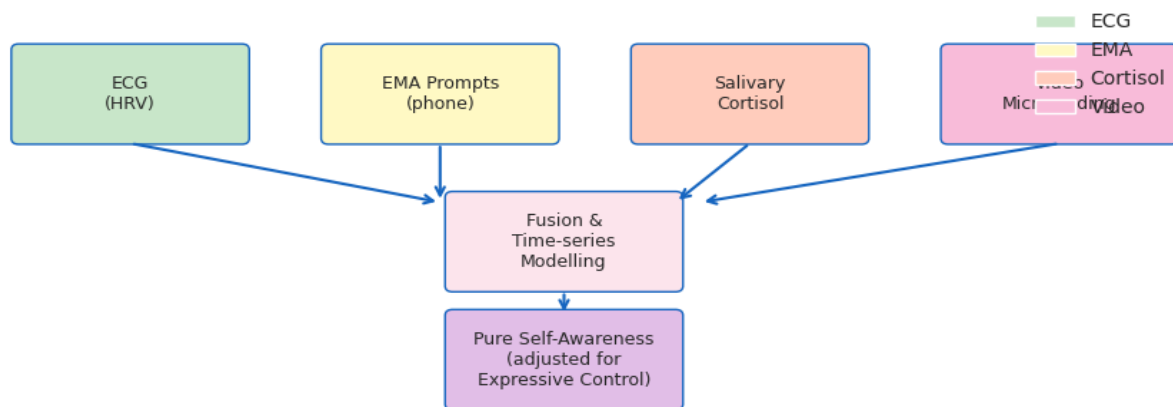 ECG
EMA
Cortisol
Video
ECG
(HRV)
EMA Prompts
(phone)
Salivary
Cortisol
Fusion &
Time-series
Modelling
Pure Self-Awareness
(adjusted for
Expressive Control)